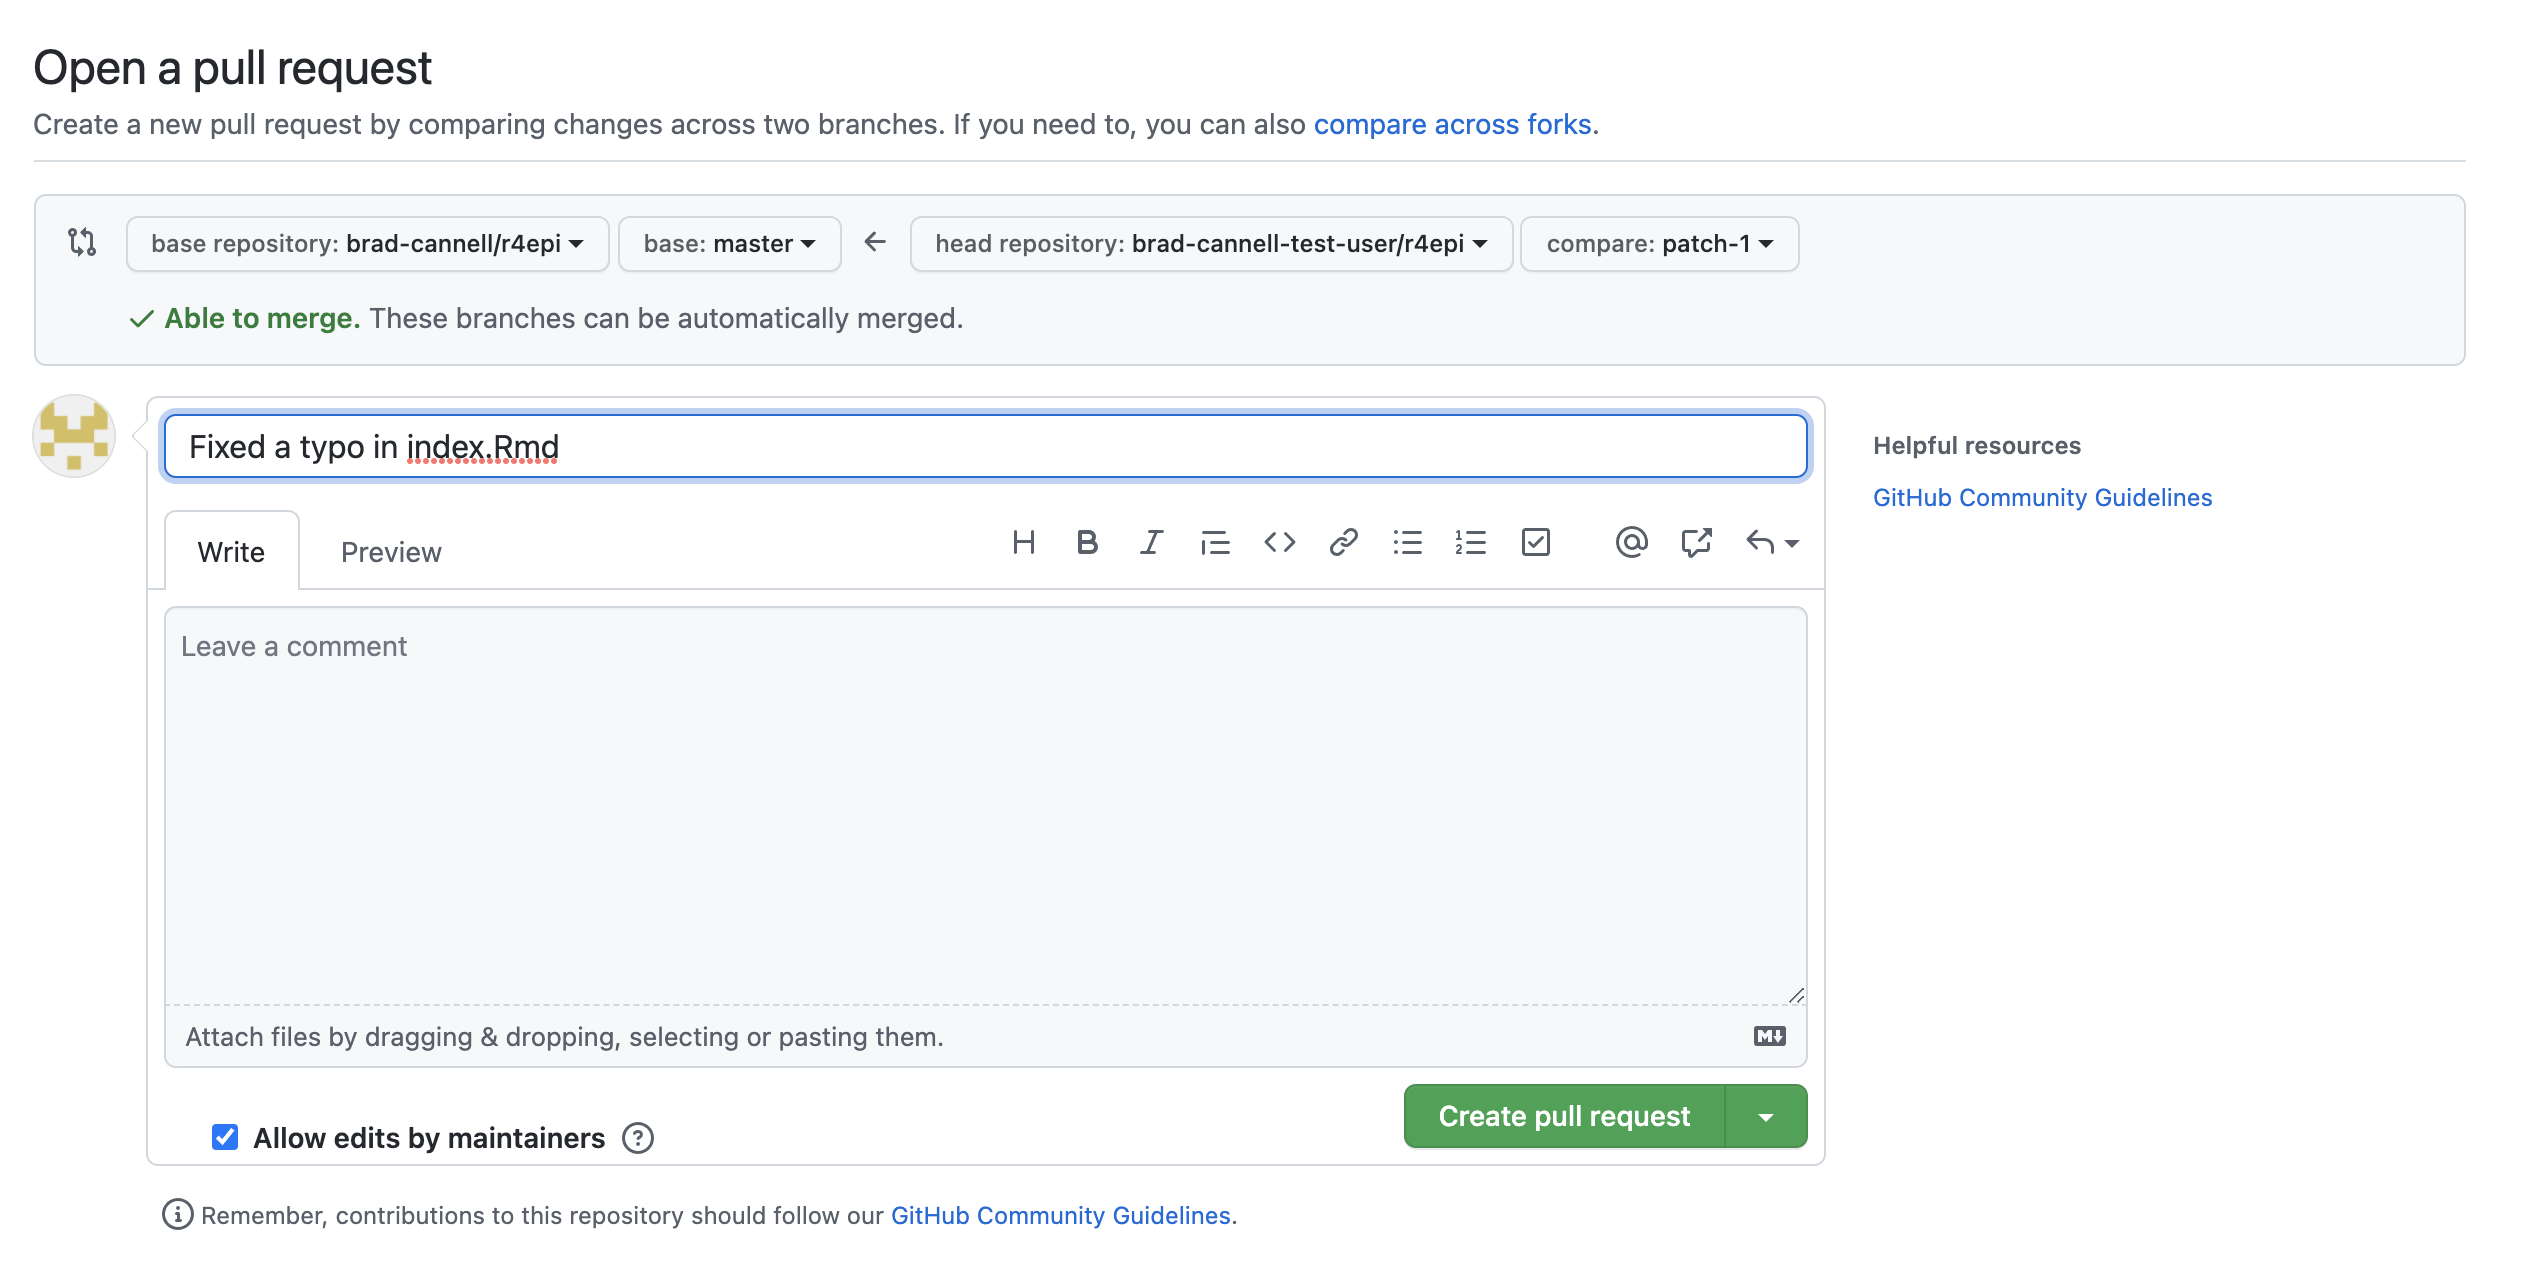 Open a pull request
Create a new pull request by comparing changes across two branches. If you need to, you can also compare across forks.
base repository: brad-cannell/r4epi base: master head repository: brad-cannell-test-user/r4epi compare: patch-1
Able to merge. These branches can be automatically merged.
Fixed a typo in index.Rmd
Helpful resources
GitHub Community Guidelines
Write Preview
Leave a comment
Attach files by dragging & dropping, selecting or pasting them.
Create pull request
Allow edits by maintainers
Remember, contributions to this repository should follow our GitHub Community Guidelines.